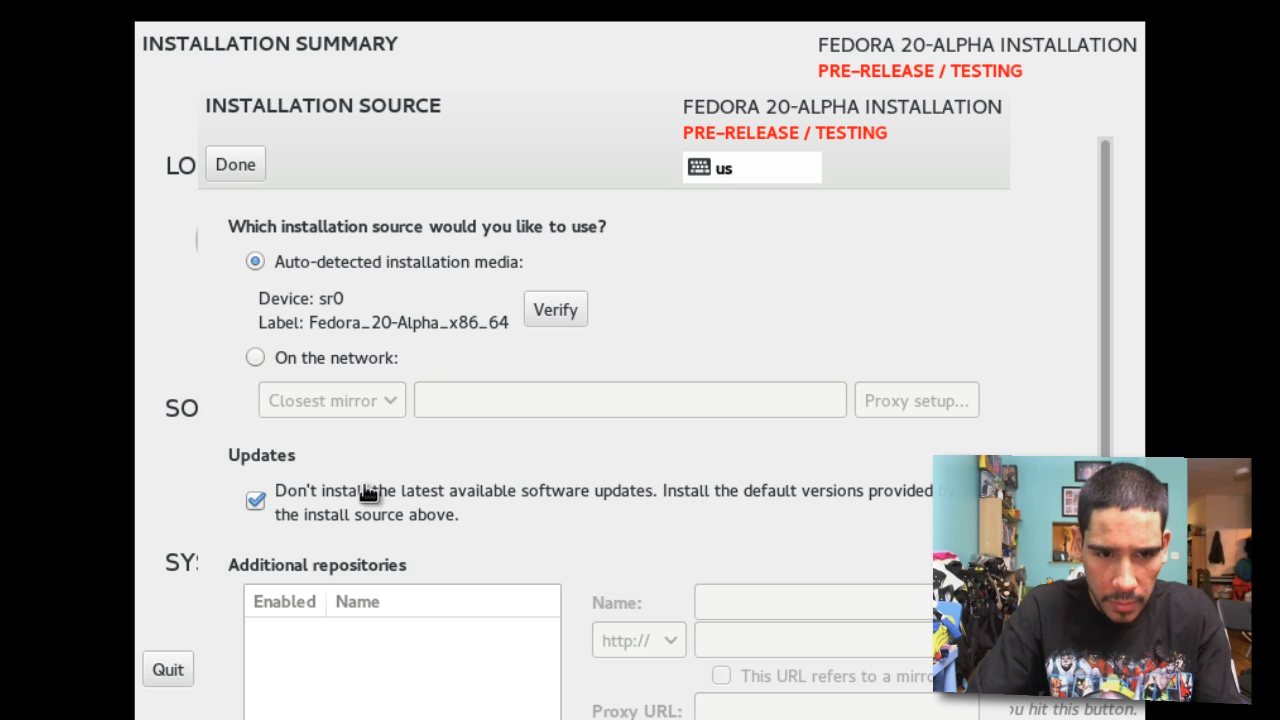 INSTALLATION SUMMARY
FEDORA 20-ALPHA INSTALLATION
PRE-RELEASE / TESTING
INSTALLATION SOURCE
FEDORA 20-ALPHA INSTALLATION
PRE-RELEASE / TESTING
LO
Done
us
Which installation source would you like to use?
Auto-detected installation media:
Device: sr0
Label: Fedora_20-Alpha_x86_64
Verify
On the network:
Closest mirror
Proxy setup...
SO
Updates
Don't install the latest available software updates. Install the default versions provided
the install source above.
SYS
Additional repositories
Enabled Name
Name:
http://
This URL refers to a mirro
Quit
Proxy URL:
ou hit this button.